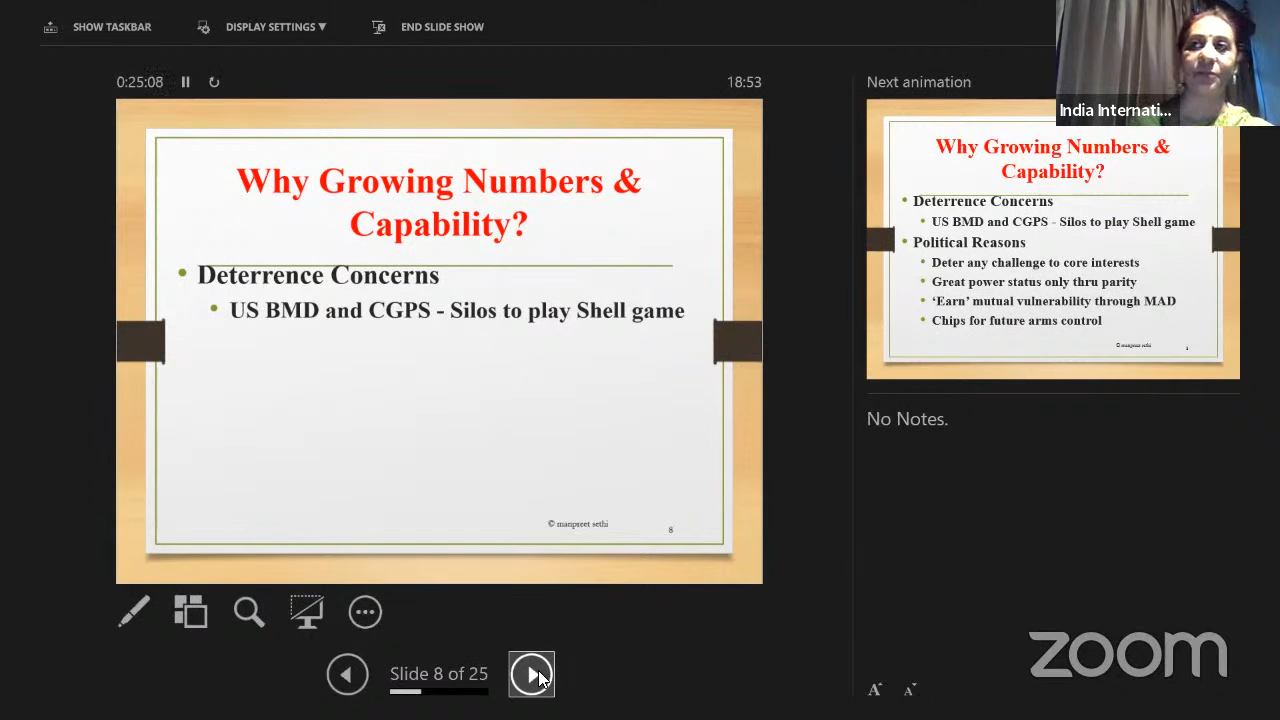 SHOW TASKBAR
DISPLAY SETTINGS ▼
END SLIDE SHOW
0:25:08
18:53
Why Growing Numbers &
Capability?
• Deterrence Concerns
• US BMD and CGPS - Silos to play Shell game
© manpreet sethi
8
Slide 8 of 25
Next animation
India Internati...
Why Growing Numbers &
Capability?
• Deterrence Concerns
• US BMD and CGPS - Silos to play Shell game
• Political Reasons
• Deter any challenge to core interests
• Great power status only thru parity
• ‘Earn’ mutual vulnerability through MAD
• Chips for future arms control
© manpreet sethi
No Notes.
zoom
A A